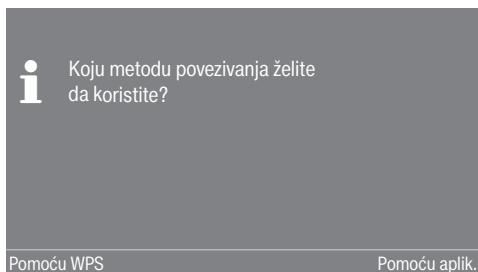 Koju metodu povezivanja želite
da koristite?
Pomoću WPS
Pomoću aplik.